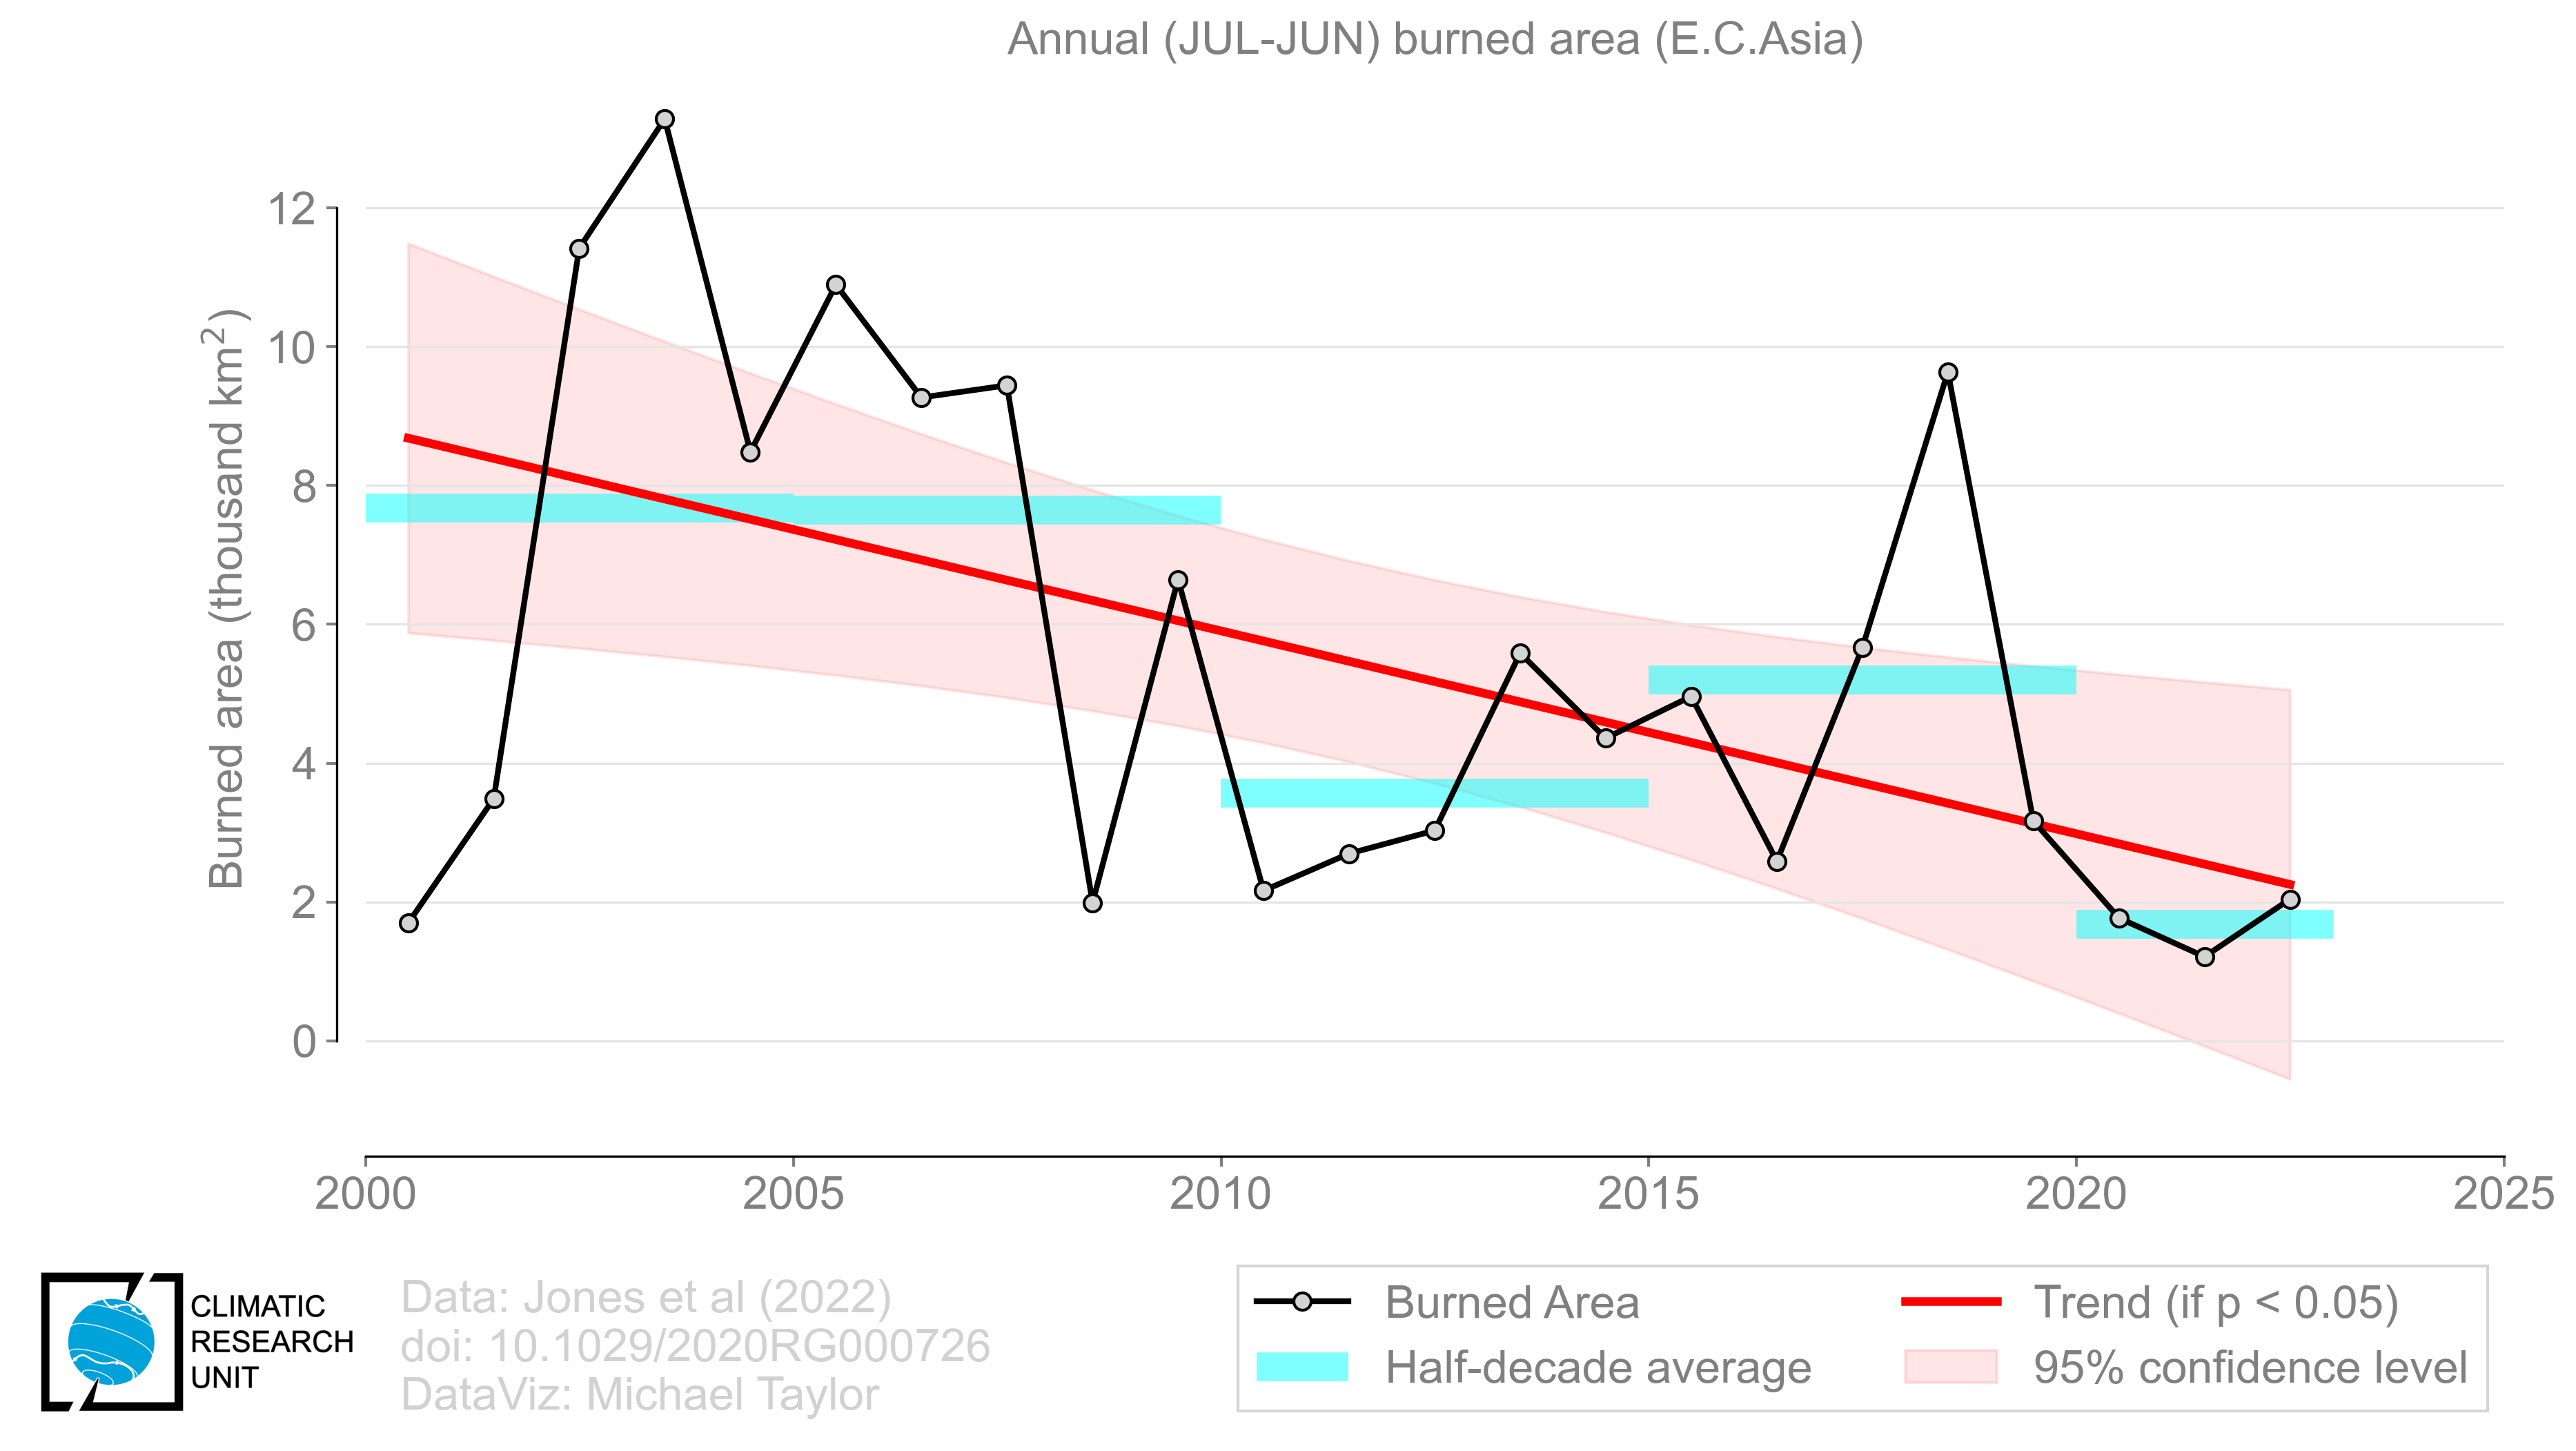 Annual (JUL-JUN) burned area (E.C.Asia)
Burned area (thousand km²)
12
10
8
6
4
2
0
2000
2005
2010
2015
2020
2025
CLIMATIC
RESEARCH
UNIT
Data: Jones et al (2022)
doi: 10.1029/2020RG000726
DataViz: Michael Taylor
Burned Area
Half-decade average
Trend (if p < 0.05)
95% confidence level